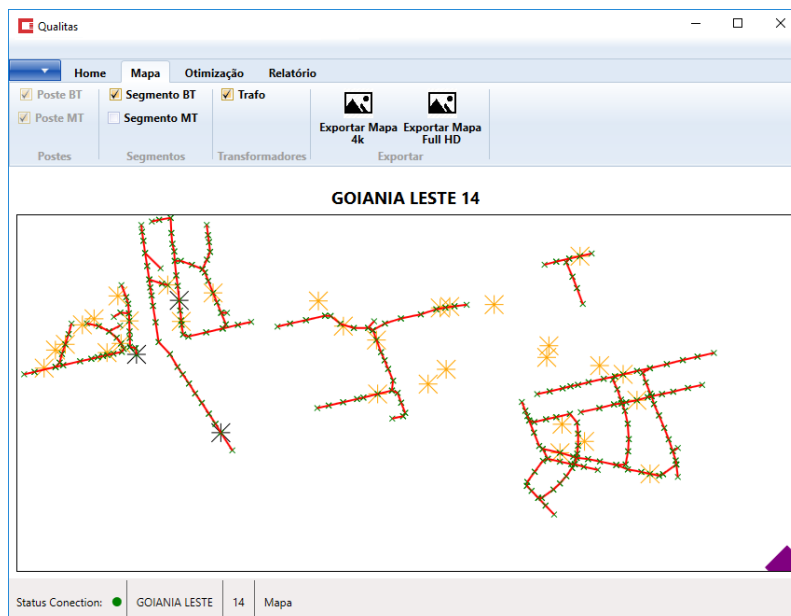 Qualitas
Home Mapa Otimização Relatório
Poste BT Segmento BT Trafo
Poste MT Segmento MT
Exportar Mapa 4k Exportar Mapa Full HD
Postes Segmentos Transformadores Exportar
GOIANIA LESTE 14
Status Conection: GOIANIA LESTE 14 Mapa